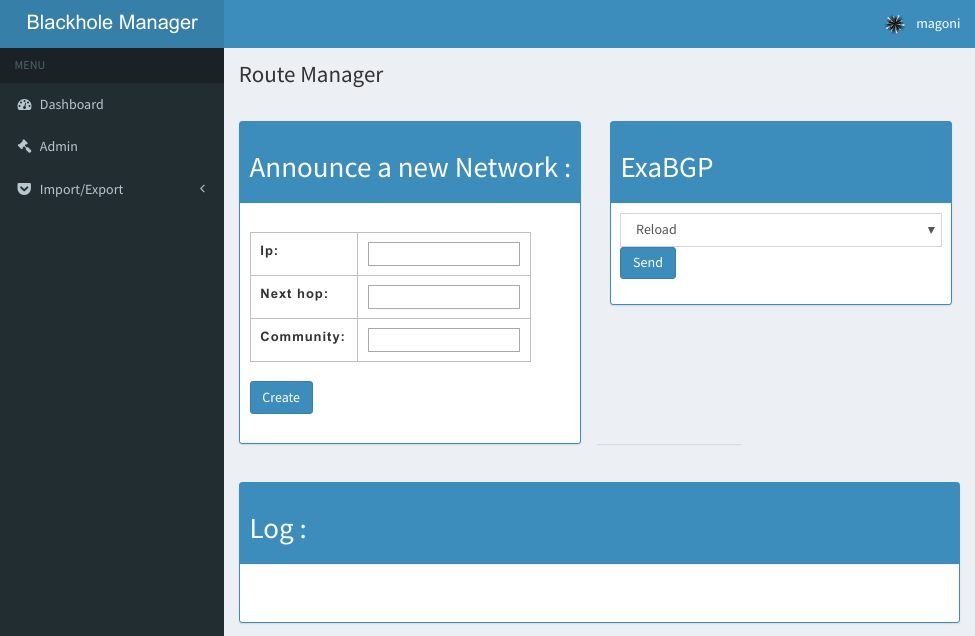 Blackhole Manager
magoni
MENU
Dashboard
Admin
Import/Export
Route Manager
Announce a new Network :
Ip:
Next hop:
Community:
Create
ExaBGP
Reload
Send
Log :